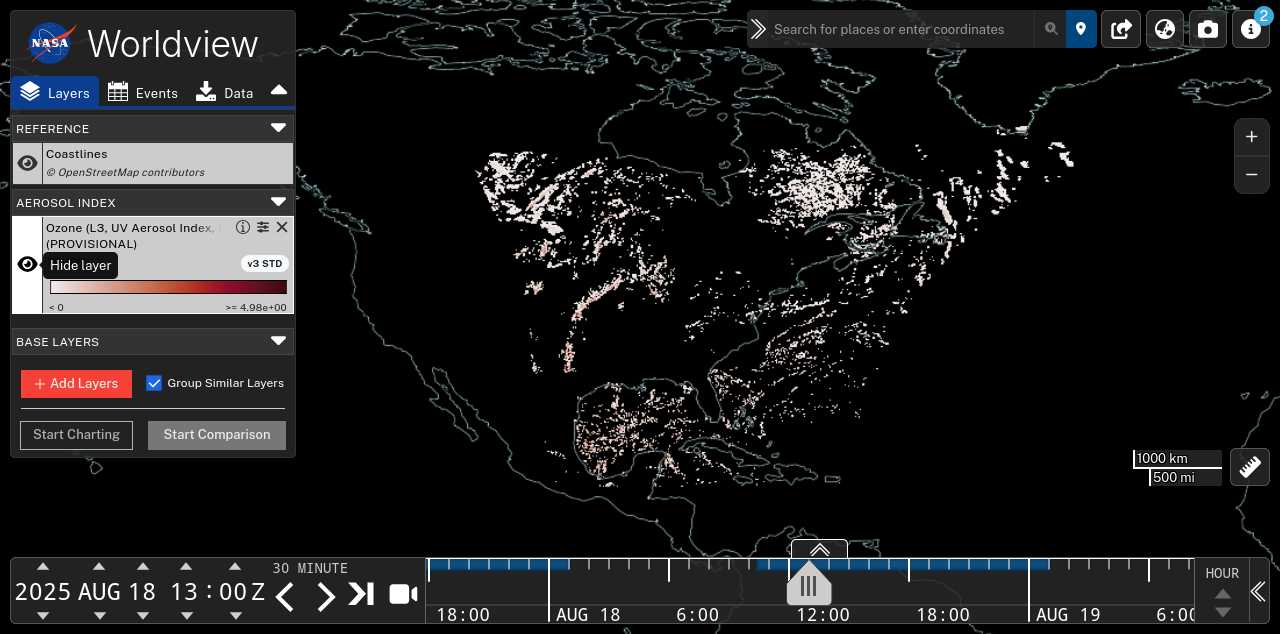 NASA
Worldview
Layers
Events
Data
REFERENCE
Coastlines
© OpenStreetMap contributors
AEROSOL INDEX
Ozone (L3, UV Aerosol Index,
(PROVISIONAL)
Hide layer
v3 STD
< 0
>= 4.98e+00
BASE LAYERS
+ Add Layers
Group Similar Layers
Start Charting
Start Comparison
Search for places or enter coordinates
2
+
−
1000 km
500 mi
30 MINUTE
2025 AUG 18 13 : 00 Z
18:00
AUG 18
6:00
12:00
18:00
AUG 19
6:00
HOUR